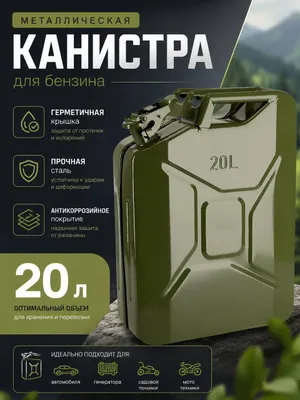 МЕТАЛЛИЧЕСКАЯ
КАНИСТРА
для бензина
ГЕРМЕТИЧНАЯ
крышка
защита от протечек
и испарений
ПРОЧНАЯ
сталь
устойчива к ударам
и деформации
АНТИКОРРОЗИЙНОЕ
покрытие
надежная защита
от ржавчины
20L
20 л
ОПТИМАЛЬНЫЙ ОБЪЕМ
для хранения и перевозки
ИДЕАЛЬНО ПОДХОДИТ ДЛЯ:
автомобиля
генератора
садовой
техники
мото
техники